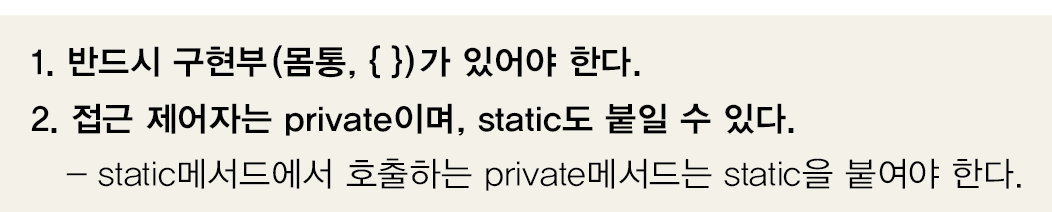 1. 반드시 구현부(몸통, { })가 있어야 한다.
2. 접근 제어자는 private이며, static도 붙일 수 있다.
– static메서드에서 호출하는 private메서드는 static을 붙여야 한다.